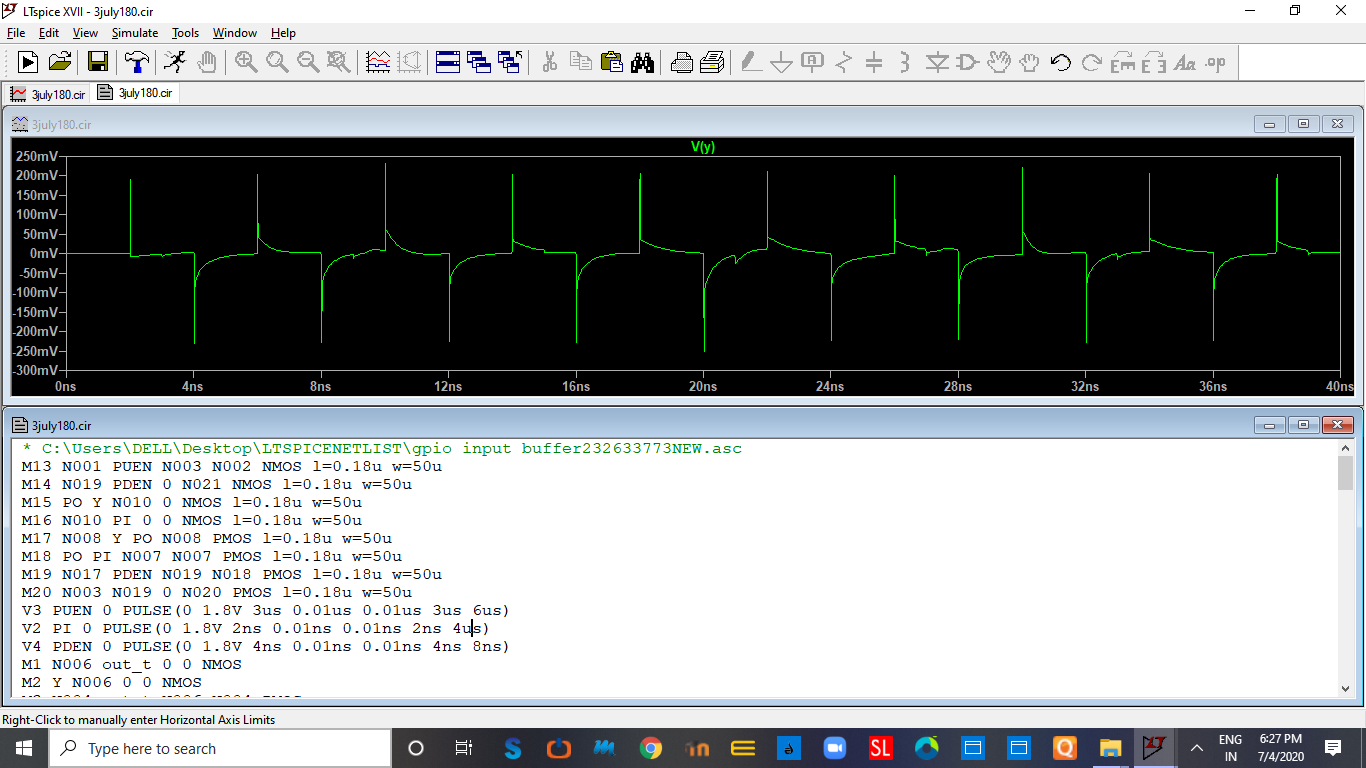 LTspice XVII - 3july180.cir
File Edit View Simulate Tools Window Help
3july180.cir 3july180.cir
3july180.cir
V(y)
250mV
200mV
150mV
100mV
50mV
0mV
-50mV
-100mV
-150mV
-200mV
-250mV
-300mV
0ns 4ns 8ns 12ns 16ns 20ns 24ns 28ns 32ns 36ns 40ns
3july180.cir
* C:\Users\DELL\Desktop\LTSPICENETLIST\gpio input buffer232633773NEW.asc
M13 N001 PUEN N003 N002 NMOS l=0.18u w=50u
M14 N019 PDEN 0 N021 NMOS l=0.18u w=50u
M15 PO Y N010 0 NMOS l=0.18u w=50u
M16 N010 PI 0 0 NMOS l=0.18u w=50u
M17 N008 Y PO N008 PMOS l=0.18u w=50u
M18 PO PI N007 N007 PMOS l=0.18u w=50u
M19 N017 PDEN N019 N018 PMOS l=0.18u w=50u
M20 N003 N019 0 N020 PMOS l=0.18u w=50u
V3 PUEN 0 PULSE(0 1.8V 3us 0.01us 0.01us 3us 6us)
V2 PI 0 PULSE(0 1.8V 2ns 0.01ns 0.01ns 2ns 4us)
V4 PDEN 0 PULSE(0 1.8V 4ns 0.01ns 0.01ns 4ns 8ns)
M1 N006 out_t 0 0 NMOS
M2 Y N006 0 0 NMOS
Right-Click to manually enter Horizontal Axis Limits
Type here to search
SL
ENG
IN
6:27 PM
7/4/2020